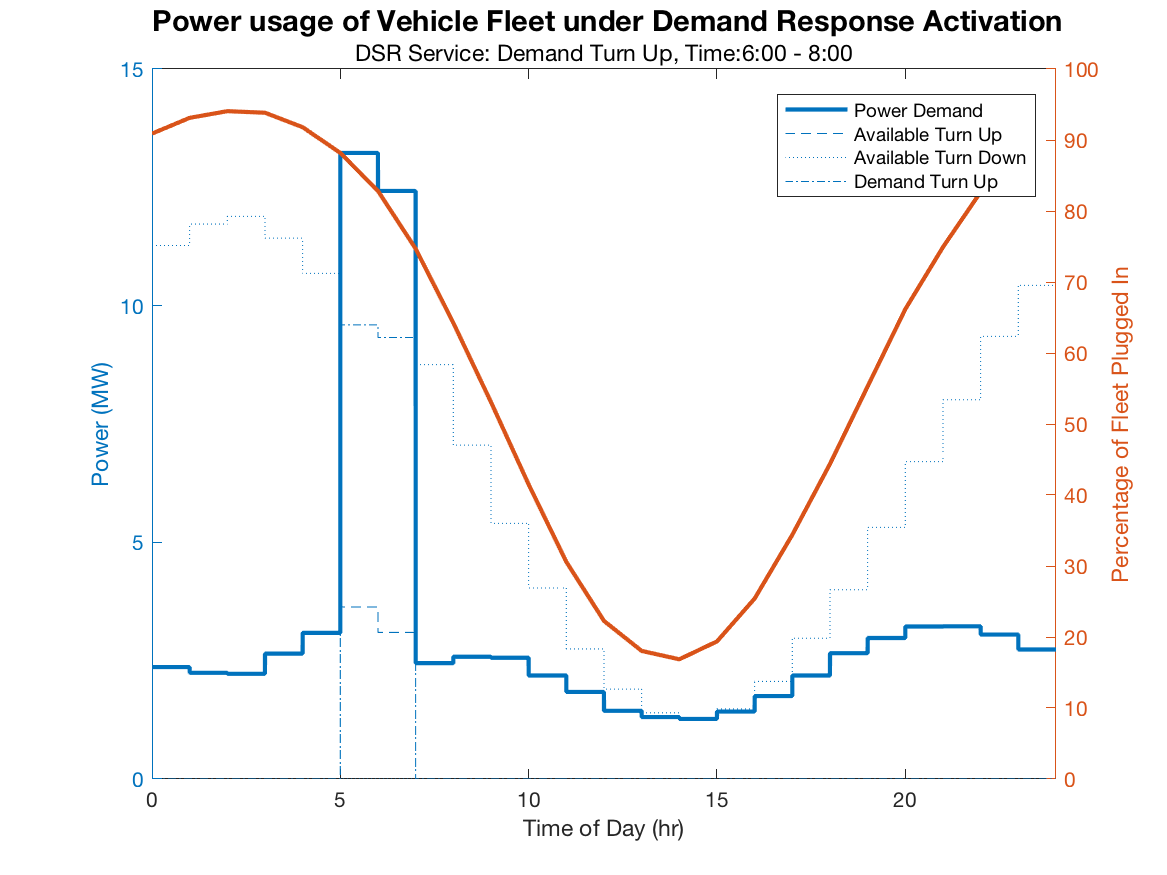 Power usage of Vehicle Fleet under Demand Response Activation
DSR Service: Demand Turn Up, Time:6:00 - 8:00
15
10
5
0
Power (MW)
100
90
80
70
60
50
40
30
20
10
0
Percentage of Fleet Plugged In
Power Demand
Available Turn Up
Available Turn Down
Demand Turn Up
0
5
10
15
20
Time of Day (hr)